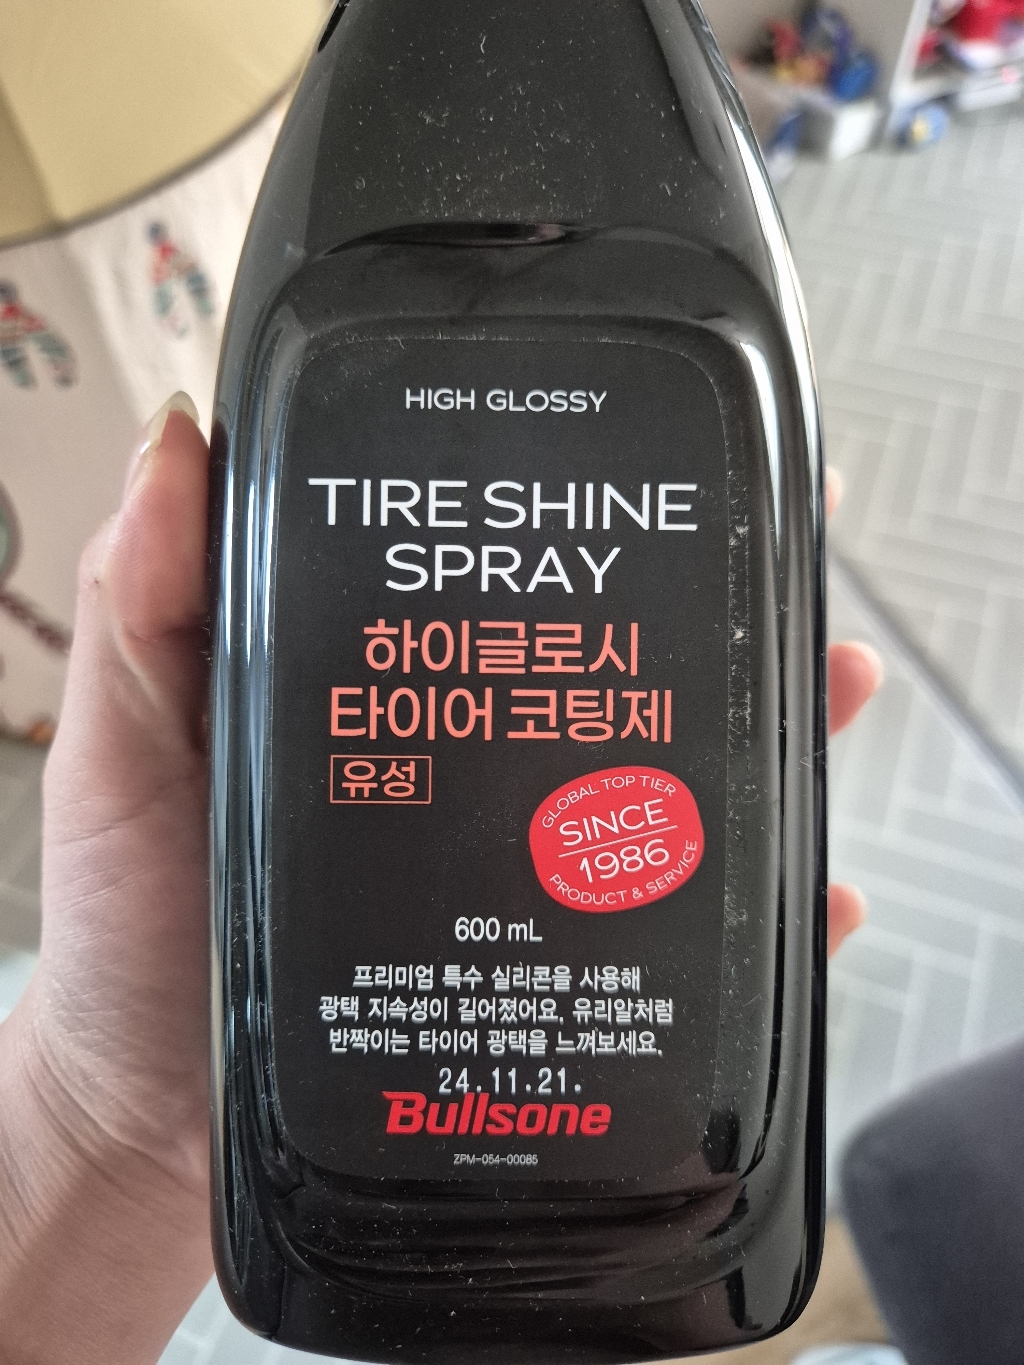 HIGH GLOSSY
TIRE SHINE
SPRAY
하이글로시
타이어 코팅제
유성
GLOBAL TOP TIER
SINCE
1986
PRODUCT & SERVICE
600 mL
프리미엄 특수 실리콘을 사용해
광택 지속성이 길어졌어요. 유리알처럼
반짝이는 타이어 광택을 느껴보세요.
24.11.21.
Bullsone
ZPM-054-00085